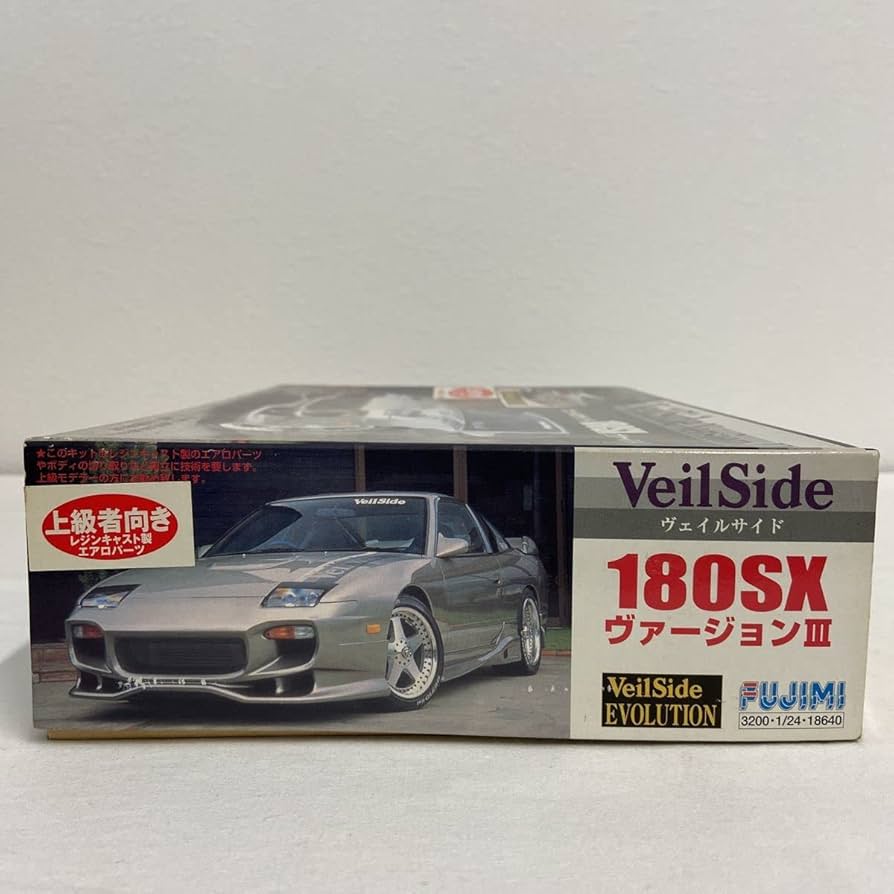 ★このキットはレジンキャスト製のエアロパーツ
やボディの切り取りなど組立に技術を要します。
上級モデラーの方に
します。
上級者向き
レジンキャスト製
エアロパーツ
VeilSide
VeilSide
ヴェイルサイド
180SX
ヴァージョンIII
VeilSide
EVOLUTION
FUJIMI
3200・1/24・18640